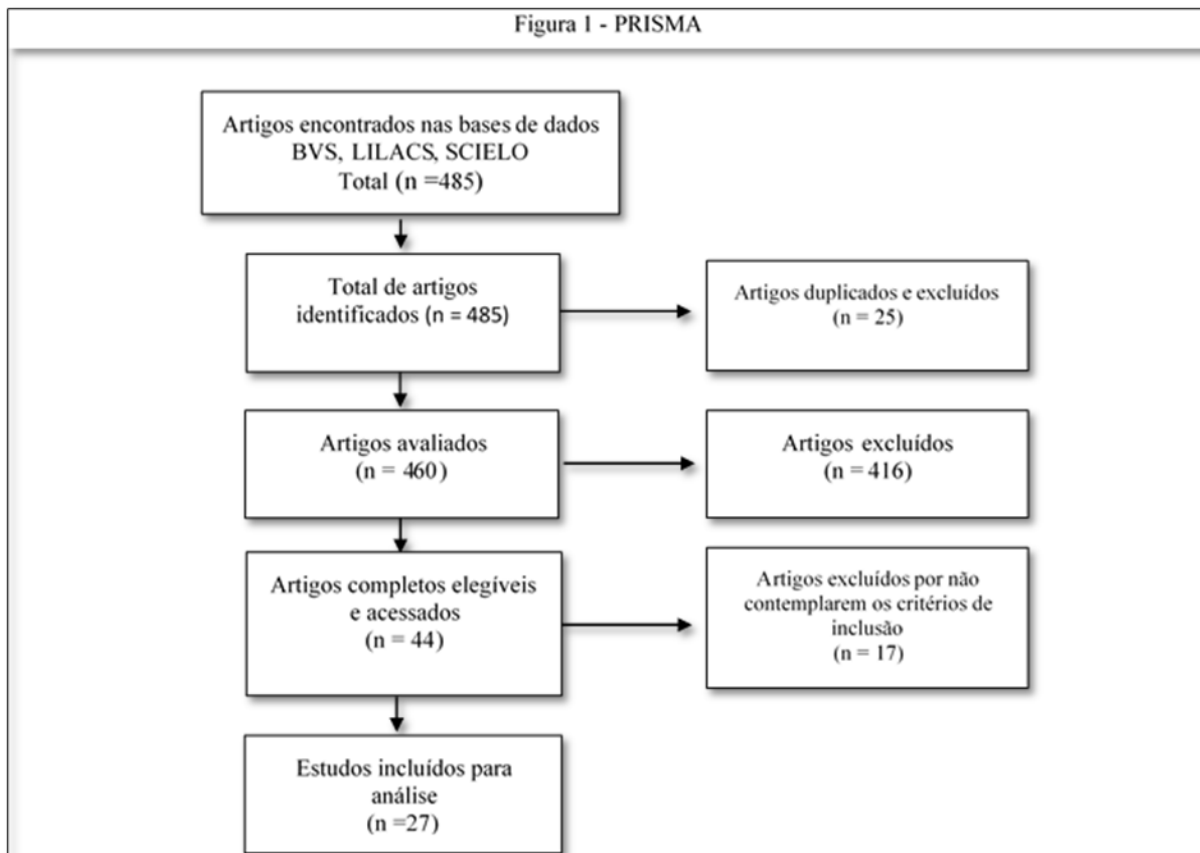 Figura 1 - PRISMA
Artigos encontrados nas bases de dados
BVS, LILACS, SCIELO
Total (n =485)
Total de artigos
identificados (n = 485)
Artigos duplicados e excluídos
(n = 25)
Artigos avaliados
(n = 460)
Artigos excluídos
(n = 416)
Artigos completos elegíveis
e acessados
(n = 44)
Artigos excluídos por não
contemplarem os critérios de
inclusão
(n = 17)
Estudos incluídos para
análise
(n =27)